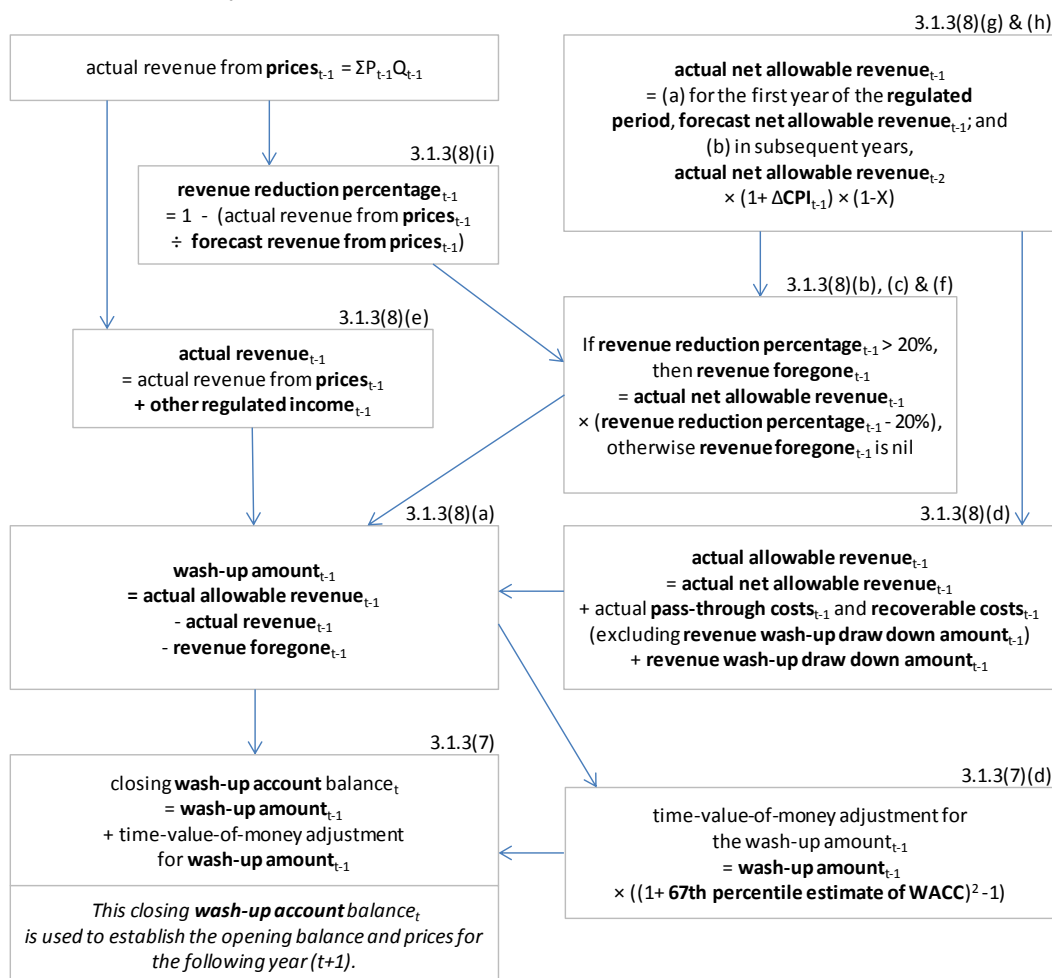 3.1.3(8)(g) & (h)
actual revenue from prices t-1 = ΣP t-1 Q t-1
actual net allowable revenue t-1
= (a) for the first year of the regulated
period, forecast net allowable revenue t-1; and
(b) in subsequent years,
actual net allowable revenue t-2
× (1+ ΔCPI t-1) × (1-X)
3.1.3(8)(i)
revenue reduction percentage t-1
= 1 - (actual revenue from prices t-1
÷ forecast revenue from prices t-1)
3.1.3(8)(b), (c) & (f)
If revenue reduction percentage t-1 > 20%,
then revenue foregone t-1
= actual net allowable revenue t-1
× (revenue reduction percentage t-1 - 20%),
otherwise revenue foregone t-1 is nil
3.1.3(8)(e)
actual revenue t-1
= actual revenue from prices t-1
+ other regulated income t-1
3.1.3(8)(a)
wash-up amount t-1
= actual allowable revenue t-1
- actual revenue t-1
- revenue foregone t-1
3.1.3(8)(d)
actual allowable revenue t-1
= actual net allowable revenue t-1
+ actual pass-through costs t-1 and recoverable costs t-1
(excluding revenue wash-up draw down amount t-1)
+ revenue wash-up draw down amount t-1
3.1.3(7)
closing wash-up account balance t
= wash-up amount t-1
+ time-value-of-money adjustment
for wash-up amount t-1
This closing wash-up account balance t
is used to establish the opening balance and prices for
the following year (t+1).
3.1.3(7)(d)
time-value-of-money adjustment for
the wash-up amount t-1
= wash-up amount t-1
× ((1+ 67th percentile estimate of WACC)² -1)